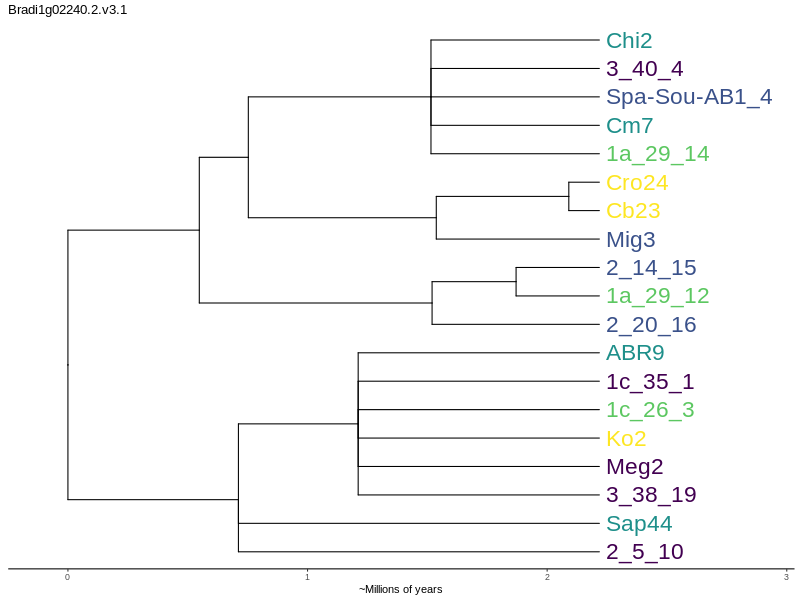 Bradi1g02240.2.v3.1
Chi2
3_40_4
Spa-Sou-AB1_4
Cm7
1a_29_14
Cro24
Cb23
Mig3
2_14_15
1a_29_12
2_20_16
ABR9
1c_35_1
1c_26_3
Ko2
Meg2
3_38_19
Sap44
2_5_10
0 1 2 3
~Millions of years